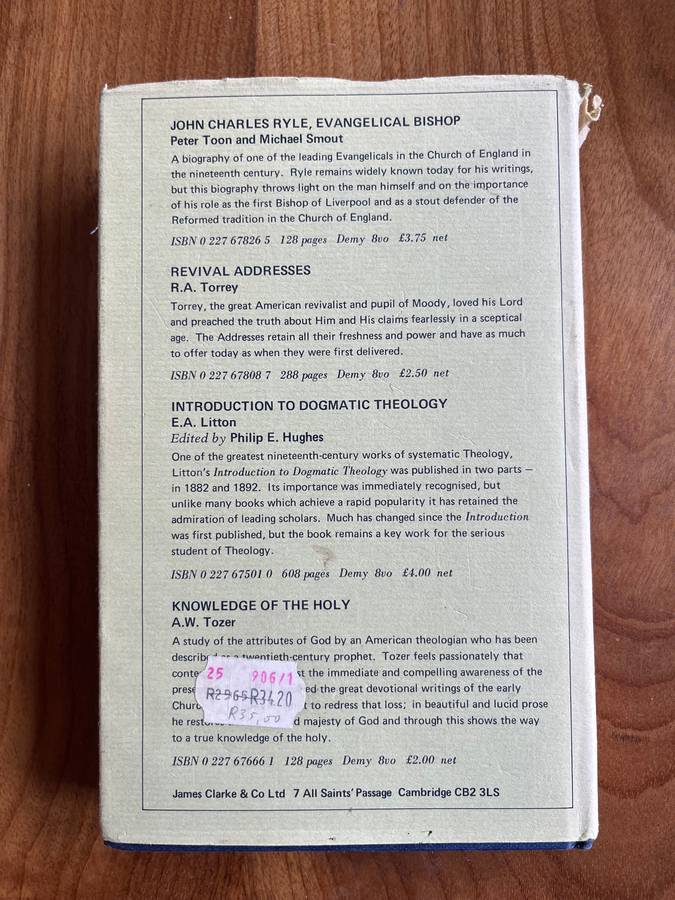 JOHN CHARLES RYLE, EVANGELICAL BISHOP
Peter Toon and Michael Smout
A biography of one of the leading Evangelicals in the Church of England in
the nineteenth century. Ryle remains widely known today for his writings,
but this biography throws light on the man himself and on the importance
of his role as the first Bishop of Liverpool and as a stout defender of the
Reformed tradition in the Church of England.
ISBN 0 227 67826 5 128 pages Demy 8vo £3.75 net
REVIVAL ADDRESSES
R.A. Torrey
Torrey, the great American revivalist and pupil of Moody, loved his Lord
and preached the truth about Him and His claims fearlessly in a sceptical
age. The Addresses retain all their freshness and power and have as much
to offer today as when they were first delivered.
ISBN 0 227 67808 7 288 pages Demy 8vo £2.50 net
INTRODUCTION TO DOGMATIC THEOLOGY
E.A. Litton
Edited by Philip E. Hughes
One of the greatest nineteenth-century works of systematic Theology,
Litton's Introduction to Dogmatic Theology was published in two parts —
in 1882 and 1892. Its importance was immediately recognised, but
unlike many books which achieve a rapid popularity it has retained the
admiration of leading scholars. Much has changed since the Introduction
was first published, but the book remains a key work for the serious
student of Theology.
ISBN 0 227 67501 0 608 pages Demy 8vo £4.00 net
KNOWLEDGE OF THE HOLY
A.W. Tozer
A study of the attributes of God by an American theologian who has been
twentieth-century prophet. Tozer feels passionately that
the immediate and compelling awareness of the
the great devotional writings of the early
to redress that loss; in beautiful and lucid prose
he majesty of God and through this shows the way
to a true knowledge of the holy.
25 906/1
R2965 R34.20
R35,00
ISBN 0 227 67666 1 128 pages Demy 8vo £2.00 net
James Clarke & Co Ltd 7 All Saints' Passage Cambridge CB2 3LS